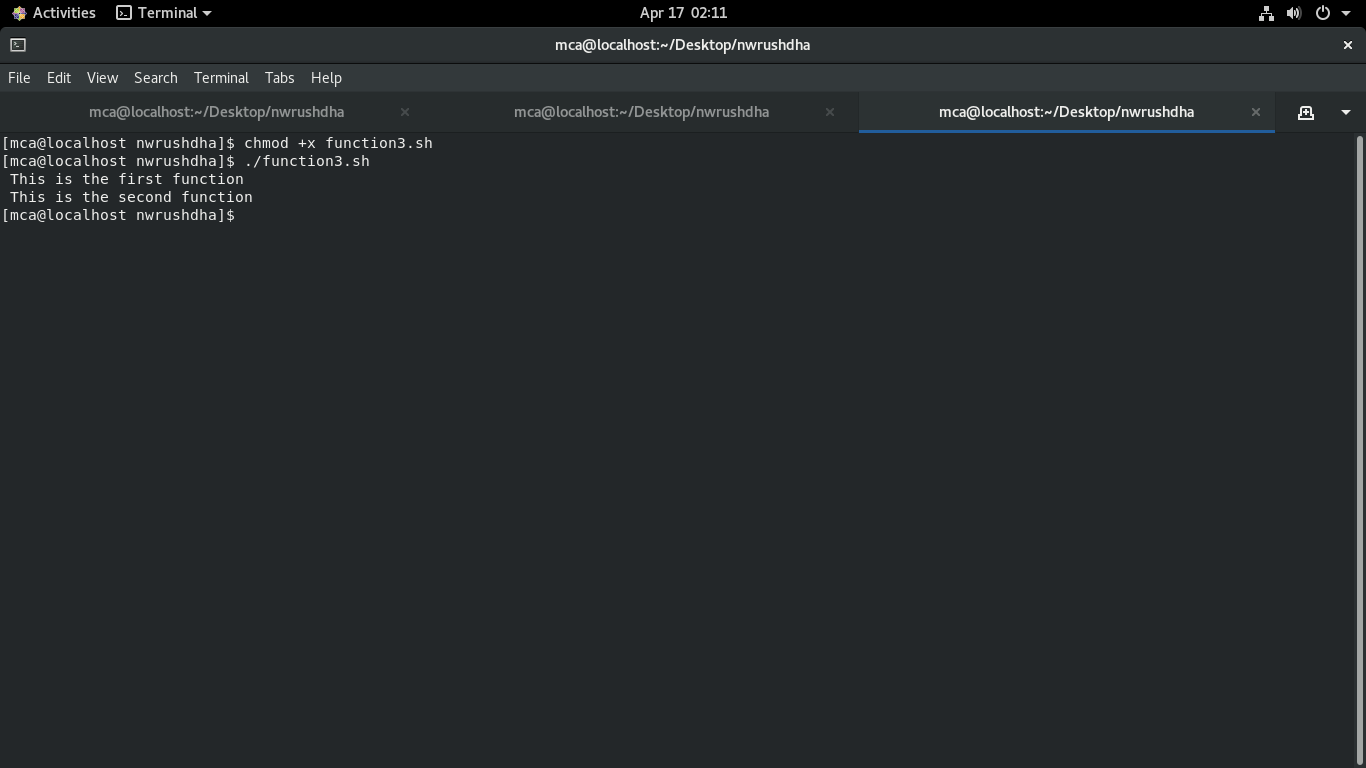 Activities Terminal Apr 17 02:11
mca@localhost:~/Desktop/nwrushdha
File Edit View Search Terminal Tabs Help
mca@localhost:~/Desktop/nwrushdha mca@localhost:~/Desktop/nwrushdha mca@localhost:~/Desktop/nwrushdha
[mca@localhost nwrushdha]$ chmod +x function3.sh
[mca@localhost nwrushdha]$ ./function3.sh
 This is the first function
 This is the second function
[mca@localhost nwrushdha]$